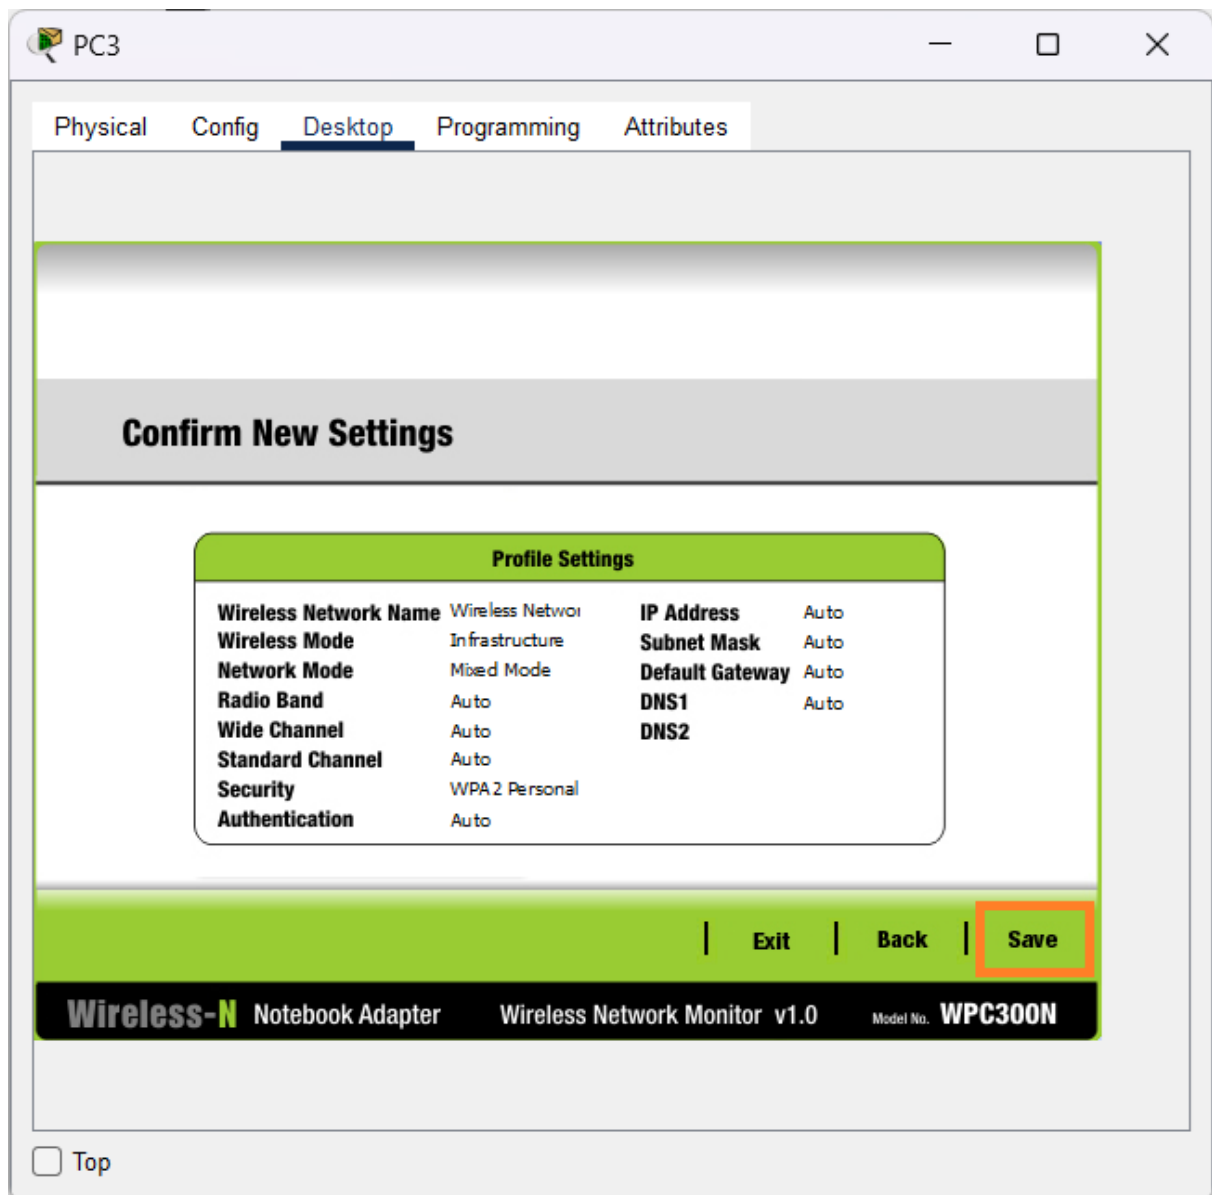 PC3
Physical Config Desktop Programming Attributes
Confirm New Settings
Profile Settings
Wireless Network Name Wireless Networ IP Address Auto
Wireless Mode Infrastructure Subnet Mask Auto
Network Mode Mixed Mode Default Gateway Auto
Radio Band Auto DNS1 Auto
Wide Channel Auto DNS2
Standard Channel Auto
Security WPA2 Personal
Authentication Auto
Exit Back Save
Wireless-N Notebook Adapter Wireless Network Monitor v1.0 Model No. WPC300N
Top